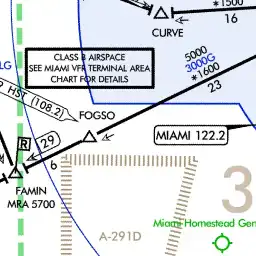 *1500
16
CURVE
LG
CLASS B AIRSPACE
SEE MIAMI VFR TERMINAL AREA
CHART FOR DETAILS
5000
3000G
*1600
23
9 HST (108.2)
FOGSO
MIAMI 122.2
R
29
6
FAMIN
MRA 5700
3
A-291D
Miami Homestead Gen